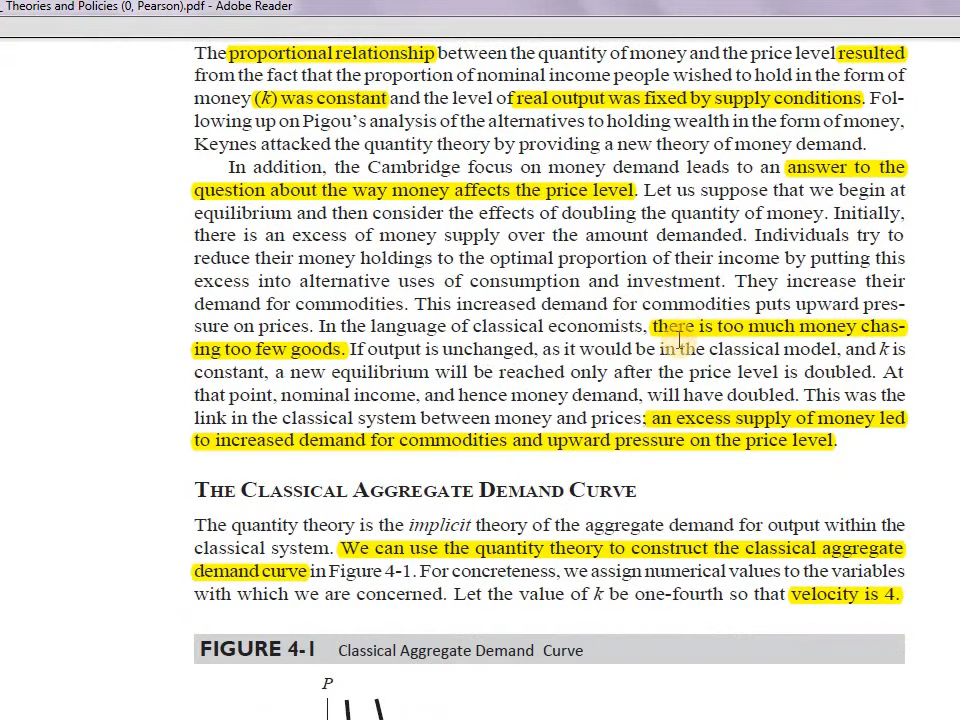 _ Theories and Policies (0, Pearson).pdf - Adobe Reader
The proportional relationship between the quantity of money and the price level resulted
from the fact that the proportion of nominal income people wished to hold in the form of
money (k) was constant and the level of real output was fixed by supply conditions. Fol-
lowing up on Pigou's analysis of the alternatives to holding wealth in the form of money,
Keynes attacked the quantity theory by providing a new theory of money demand.
In addition, the Cambridge focus on money demand leads to an answer to the
question about the way money affects the price level. Let us suppose that we begin at
equilibrium and then consider the effects of doubling the quantity of money. Initially,
there is an excess of money supply over the amount demanded. Individuals try to
reduce their money holdings to the optimal proportion of their income by putting this
excess into alternative uses of consumption and investment. They increase their
demand for commodities. This increased demand for commodities puts upward pres-
sure on prices. In the language of classical economists, there is too much money chas-
ing too few goods. If output is unchanged, as it would be in the classical model, and k is
constant, a new equilibrium will be reached only after the price level is doubled. At
that point, nominal income, and hence money demand, will have doubled. This was the
link in the classical system between money and prices; an excess supply of money led
to increased demand for commodities and upward pressure on the price level.
THE CLASSICAL AGGREGATE DEMAND CURVE
The quantity theory is the implicit theory of the aggregate demand for output within the
classical system. We can use the quantity theory to construct the classical aggregate
demand curve in Figure 4-1. For concreteness, we assign numerical values to the variables
with which we are concerned. Let the value of k be one-fourth so that velocity is 4.
FIGURE 4-1 Classical Aggregate Demand Curve
P